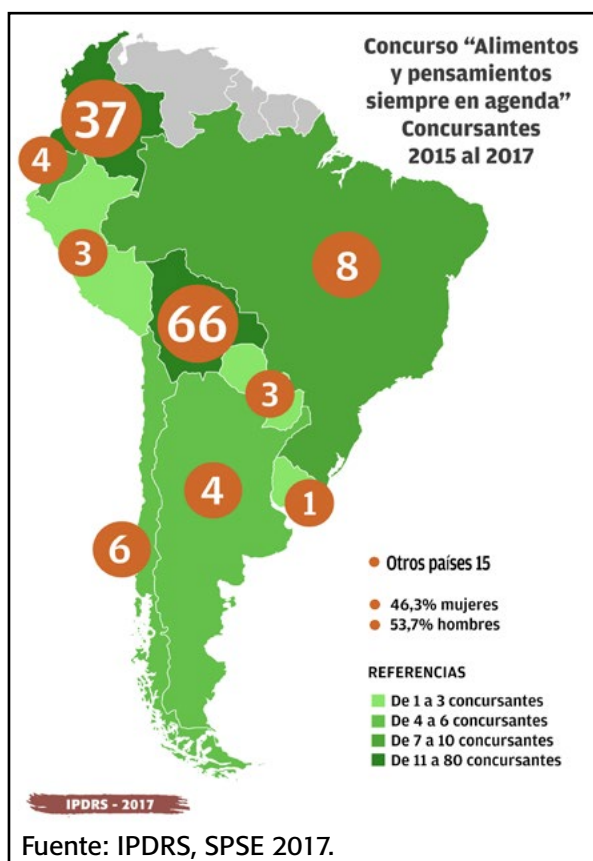 Concurso “Alimentos
y pensamientos
siempre en agenda”
Concursantes
2015 al 2017
37
4
3
8
66
3
4
1
6
Otros países 15
46,3% mujeres
53,7% hombres
REFERENCIAS
De 1 a 3 concursantes
De 4 a 6 concursantes
De 7 a 10 concursantes
De 11 a 80 concursantes
IPDRS - 2017
Fuente: IPDRS, SPSE 2017.